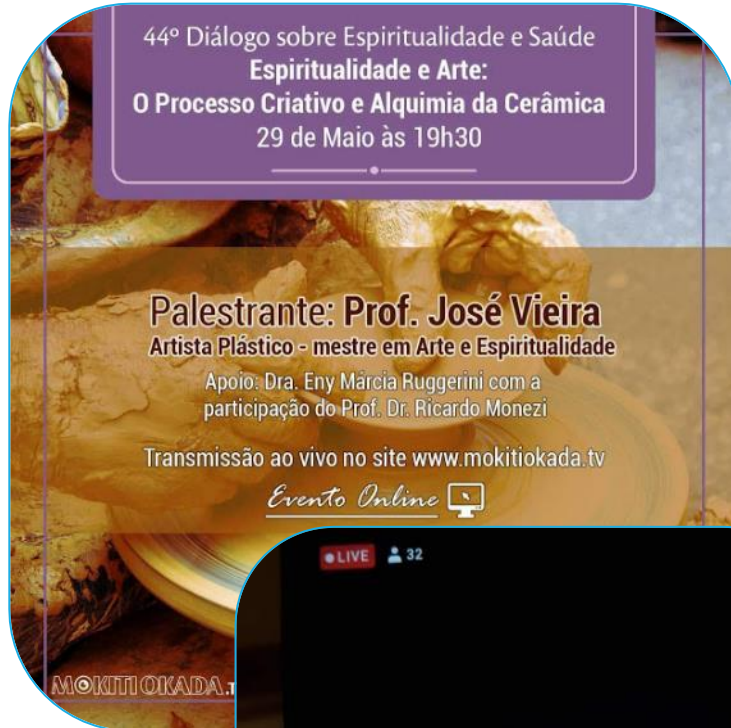 44º Diálogo sobre Espiritualidade e Saúde
Espiritualidade e Arte:
O Processo Criativo e Alquimia da Cerâmica
29 de Maio às 19h30
Palestrante: Prof. José Vieira
Artista Plástico - mestre em Arte e Espiritualidade
Apoio: Dra. Eny Márcia Ruggerini com a
participação do Prof. Dr. Ricardo Monezi
Transmissão ao vivo no site www.mokitiokada.tv
Evento Online
LIVE 32
MOKITI OKADA.T